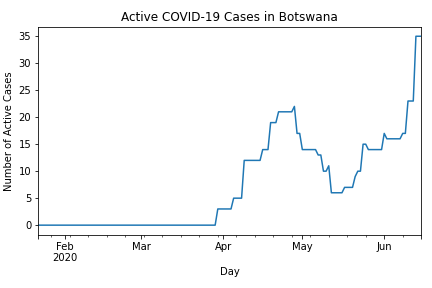 Active COVID-19 Cases in Botswana
Number of Active Cases
35
30
25
20
15
10
5
0
Feb
2020
Mar
Apr
May
Jun
Day